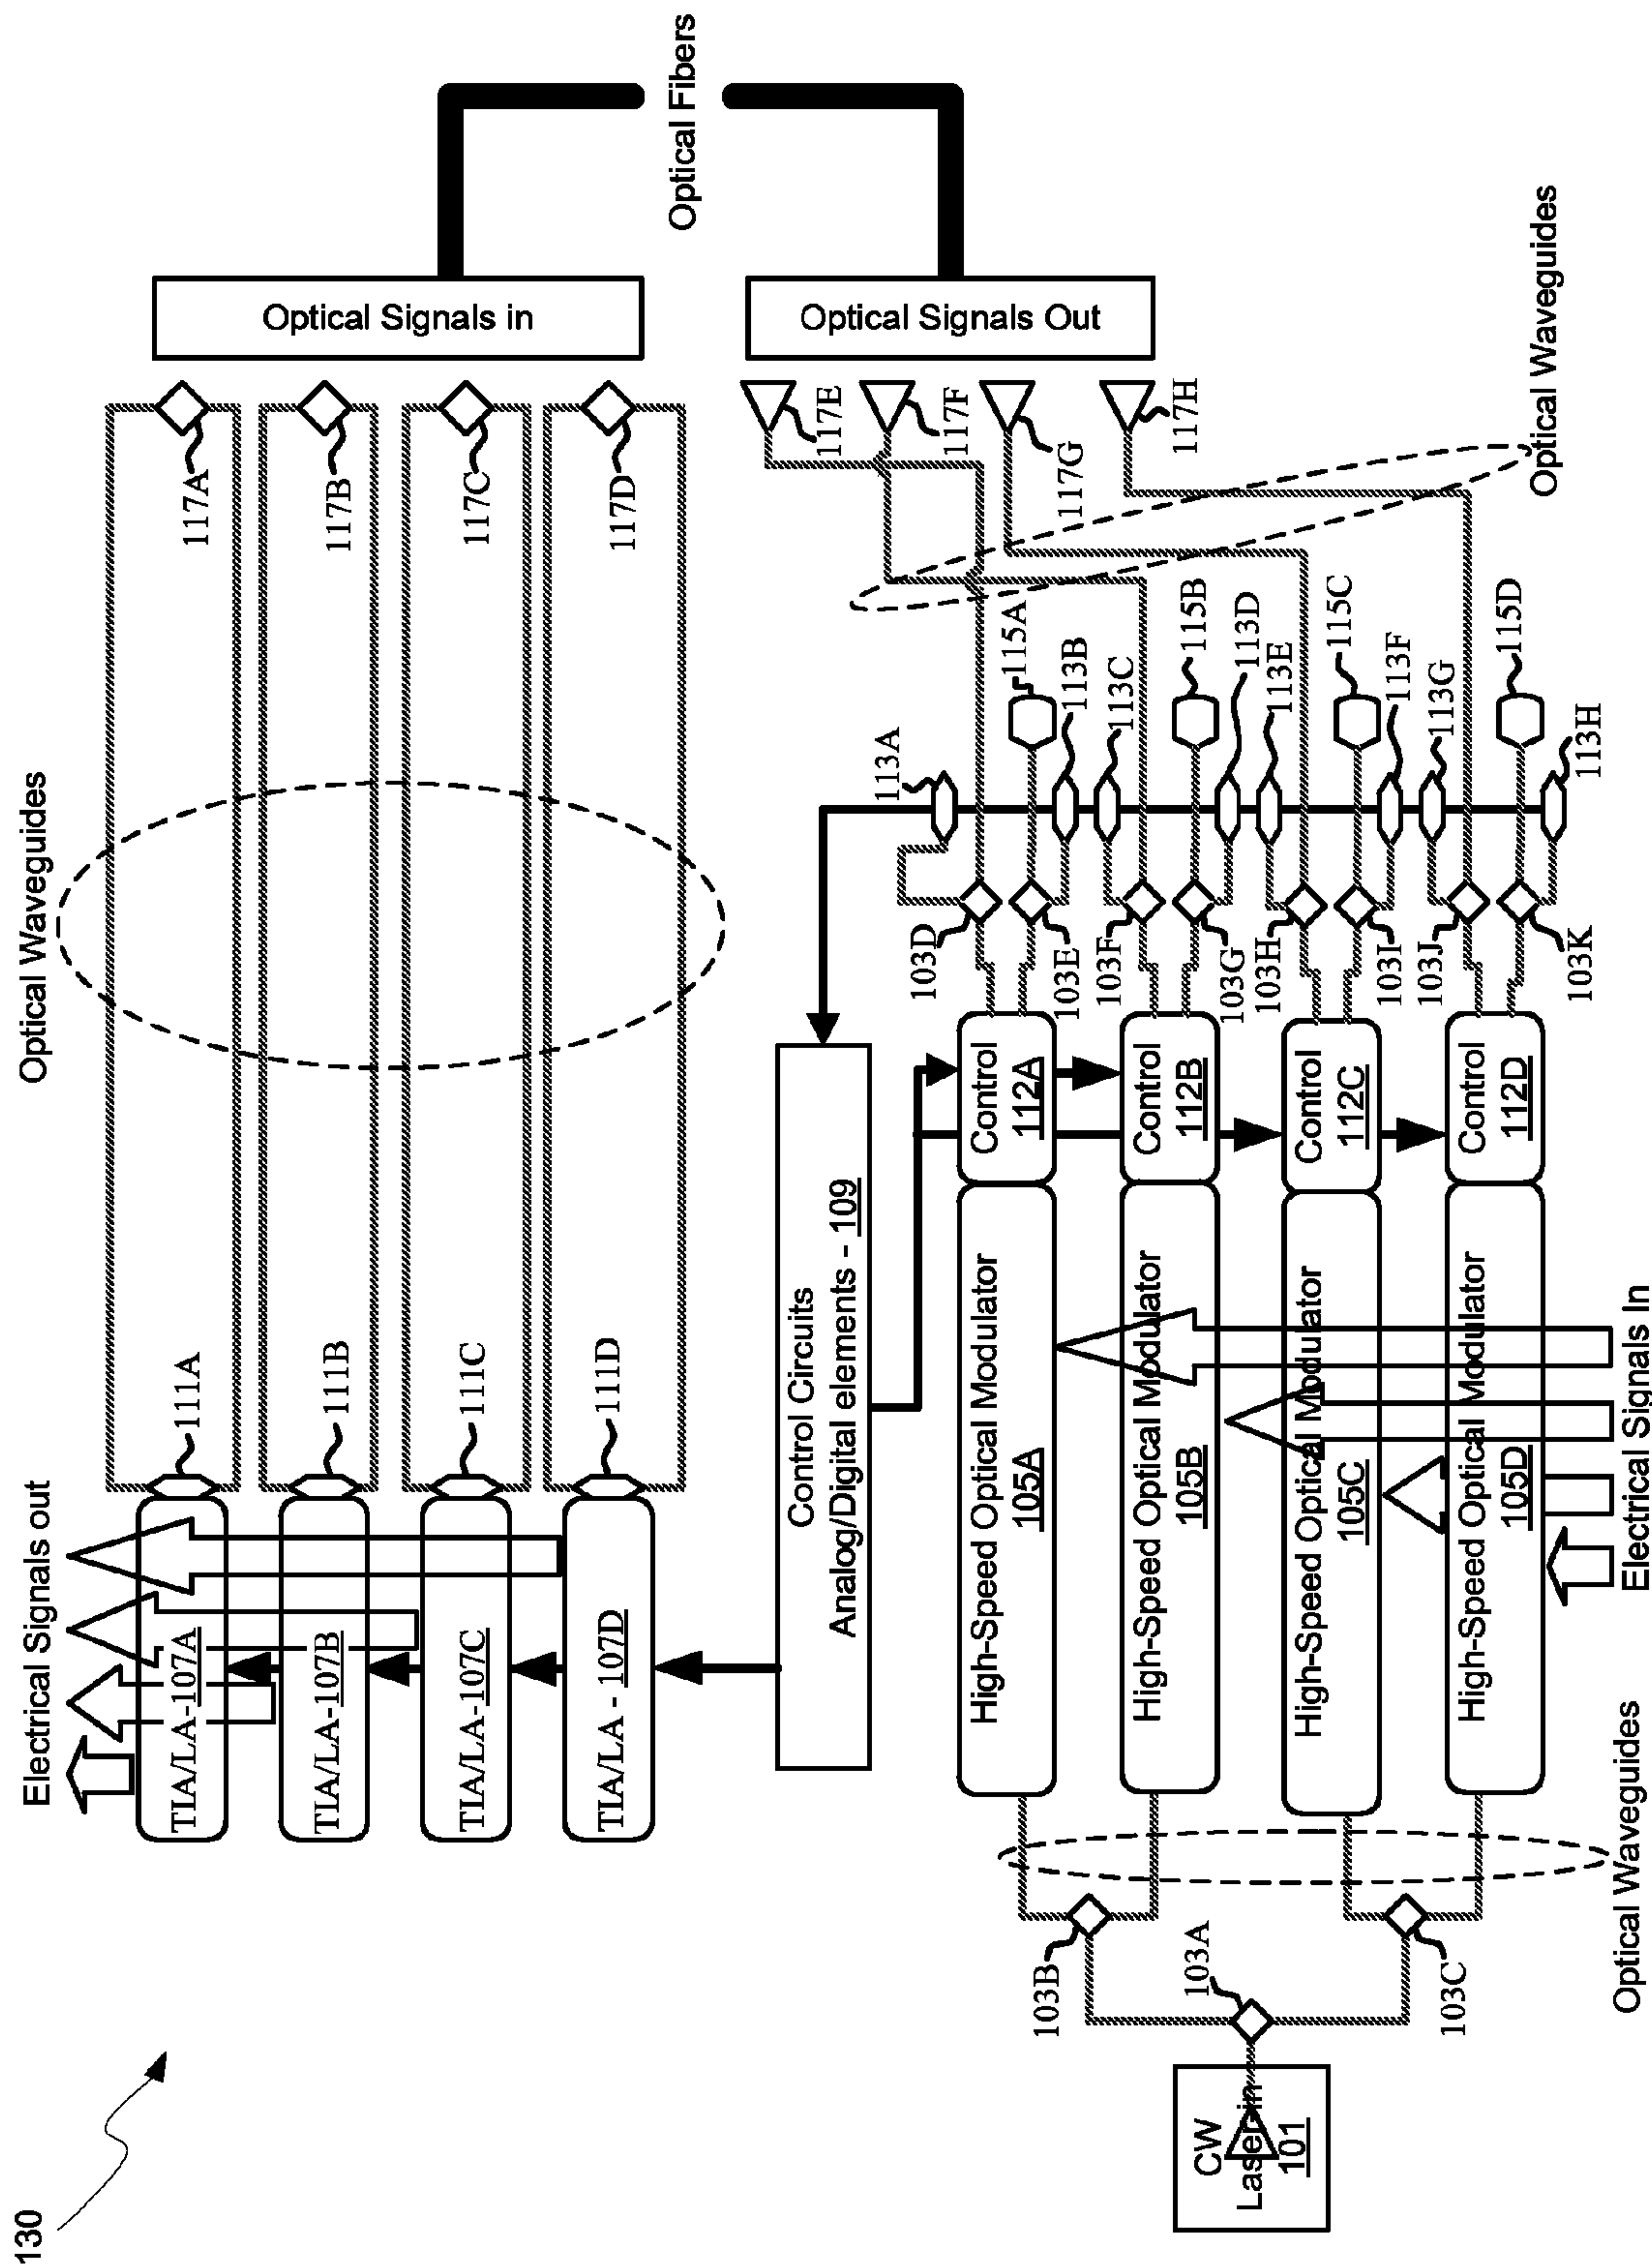 130
Electrical Signals out
Optical Waveguides
TIA/LA-107A
TIA/LA-107B
TIA/LA-107C
TIA/LA - 107D
111A
111B
111C
111D
117A
117B
117C
117D
Optical Signals in
Optical Fibers
Optical Signals Out
117E
117F
117G
117H
Optical Waveguides
Control Circuits
Analog/Digital elements - 109
CW
Laser in
101
103A
103B
103C
Optical Waveguides
High-Speed Optical Modulator
105A
High-Speed Optical Modulator
105B
High-Speed Optical Modulator
105C
High-Speed Optical Modulator
105D
Electrical Signals In
Control
112A
Control
112B
Control
112C
Control
112D
103D
103E
103F
103G
103H
103I
103J
103K
113A
115A
113B
113C
115B
113D
113E
115C
113F
113G
115D
113H